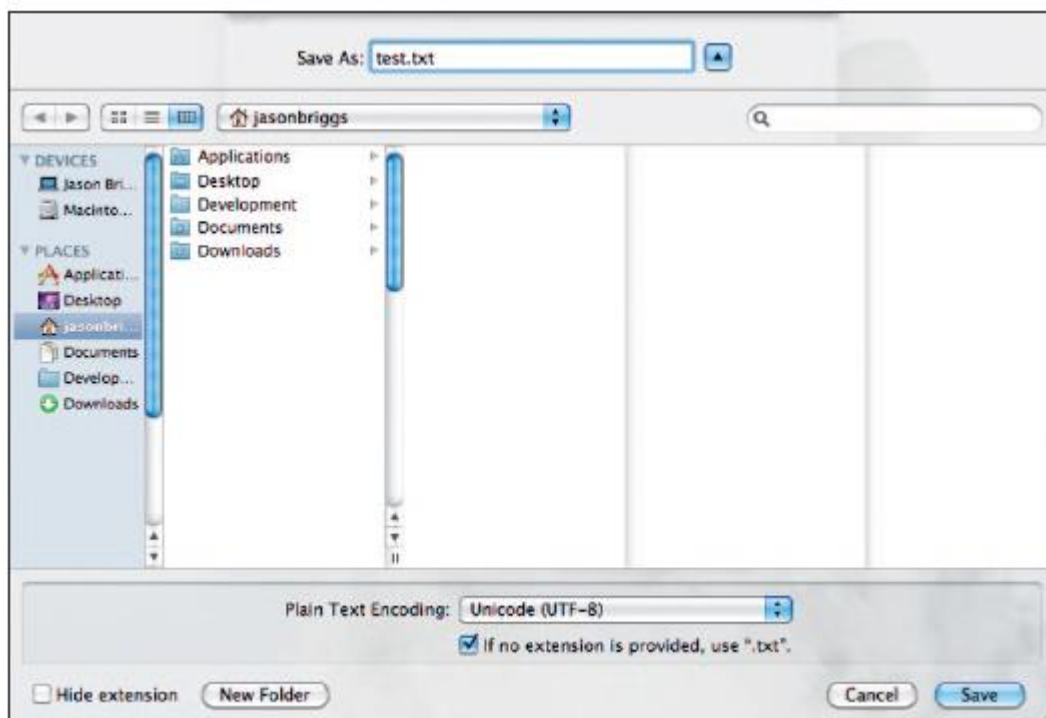 Save As: test.txt
jasonbriggs
DEVICES
Jason Bri...
Macinto...
PLACES
Applicati...
Desktop
jasonbri...
Documents
Develop...
Downloads
Applications
Desktop
Development
Documents
Downloads
Plain Text Encoding: Unicode (UTF-8)
If no extension is provided, use ".txt".
Hide extension New Folder Cancel Save